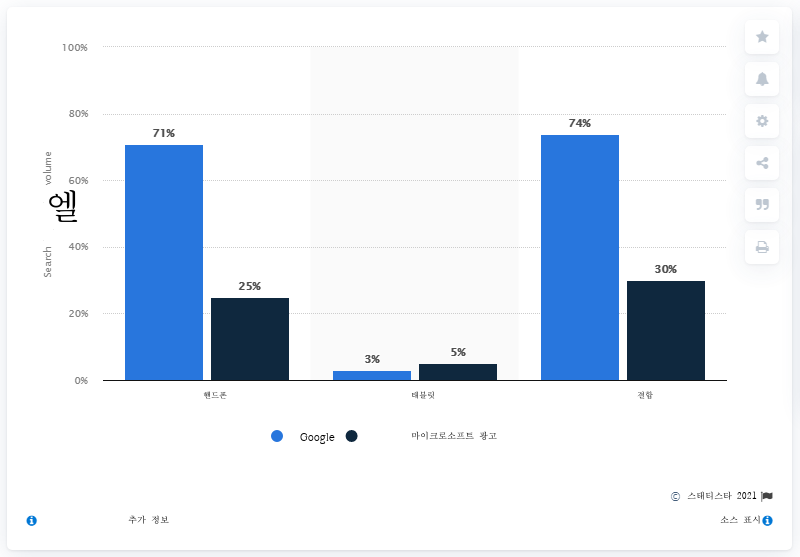 100%
80%
60%
40%
20%
0%
Search 엘 volume
71%
25%
3%
5%
74%
30%
핸드폰
태블릿
결합
Google
마이크로소프트 광고
© 스태티스타 2021
추가 정보
소스 표시